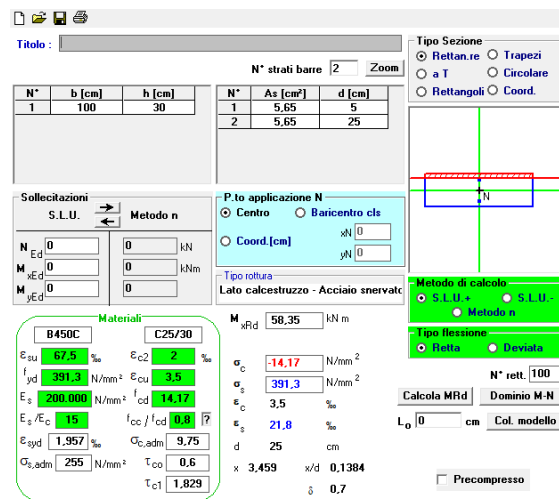 Titolo :
N° strati barre 2 Zoom
N° b [cm] h [cm]
1 100 30
N° As [cm²] d [cm]
1 5,65 5
2 5,65 25
Tipo Sezione
Rettan.re Trapezi
a T Circolare
Rettangoli Coord.
N
Sollecitazioni
S.L.U. Metodo n
N Ed 0 0 kN
M xEd 0 0 kNm
M yEd 0 0
P.to applicazione N
Centro Baricentro cls
Coord.[cm] xN 0
yN 0
Tipo rottura
Lato calcestruzzo - Acciaio snervato
Metodo di calcolo
S.L.U.+ S.L.U.-
Metodo n
Tipo flessione
Retta Deviata
N° rett. 100
Calcola MRd Dominio M-N
L₀ 0 cm Col. modello
Precompresso
Materiali
B450C C25/30
εsu 67,5 ‰ εc2 2 ‰
fyd 391,3 N/mm² εcu 3,5
Es 200.000 N/mm² fcd 14,17
Es/Ec 15 fcc / fcd 0,8 ?
εsyd 1,957 ‰ σc,adm 9,75
σs,adm 255 N/mm² τco 0,6
τc1 1,829
M xRd 58,35 kN m
σc -14,17 N/mm²
σs 391,3 N/mm²
εc 3,5 ‰
εs 21,8 ‰
d 25 cm
x 3,459 x/d 0,1384
δ 0,7